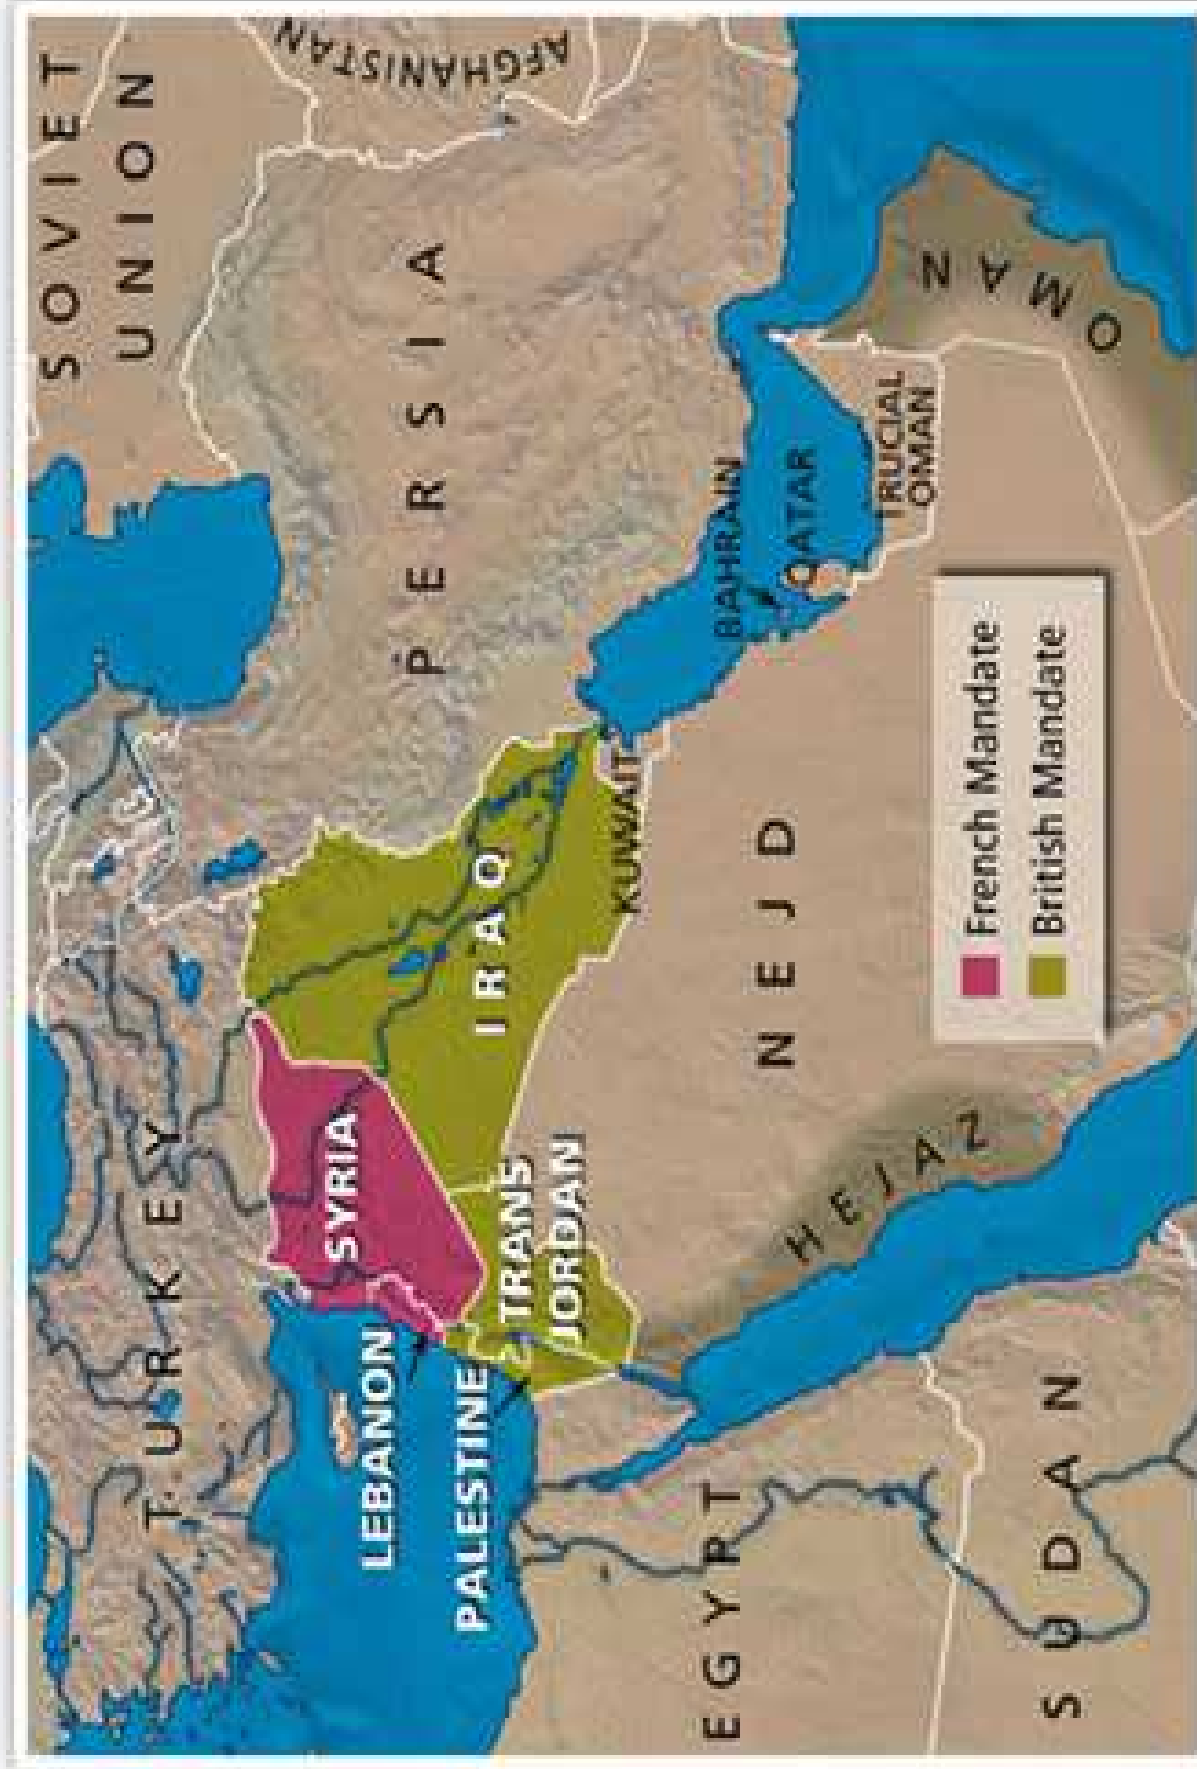 SOVIET
UNION
AFGHANISTAN
TURKEY
PERSIA
SYRIA
LEBANON
IRAQ
PALESTINE
TRANS
JORDAN
KUWAIT
BAHRAIN
QATAR
TRUCIAL
OMAN
OMAN
EGYPT
NEJD
HEJAZ
SUDAN
French Mandate
British Mandate